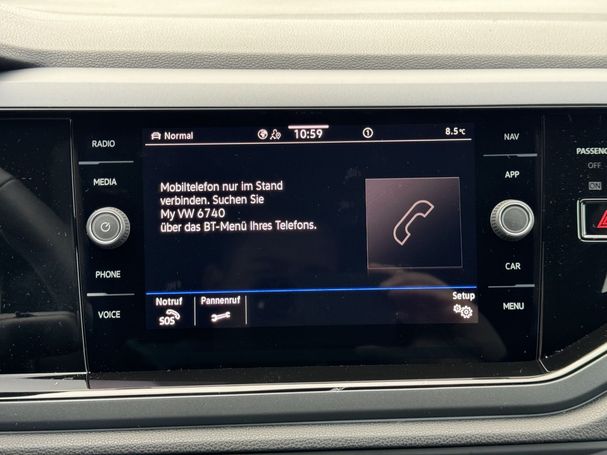 RADIO
MEDIA
PHONE
VOICE
Normal
10:59
1
8.5°C
Mobiltelefon nur im Stand
verbinden. Suchen Sie
My VW 6740
über das BT-Menü Ihres Telefons.
Notruf
SOS
Pannenruf
Setup
NAV
APP
CAR
MENU
PASSENG
OFF
ON